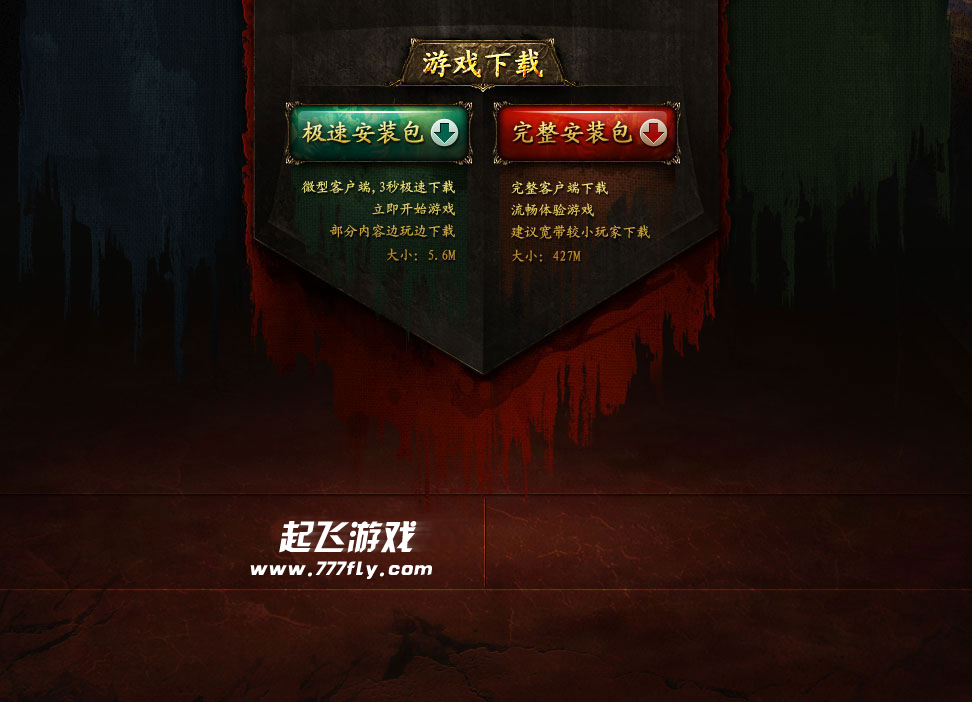 游戏下载
极速安装包
完整安装包
微型客户端,3秒极速下载
立即开始游戏
部分内容边玩边下载
大小: 5.6M
完整客户端下载
流畅体验游戏
建议宽带较小玩家下载
大小: 427M
起飞游戏
www.777fly.com